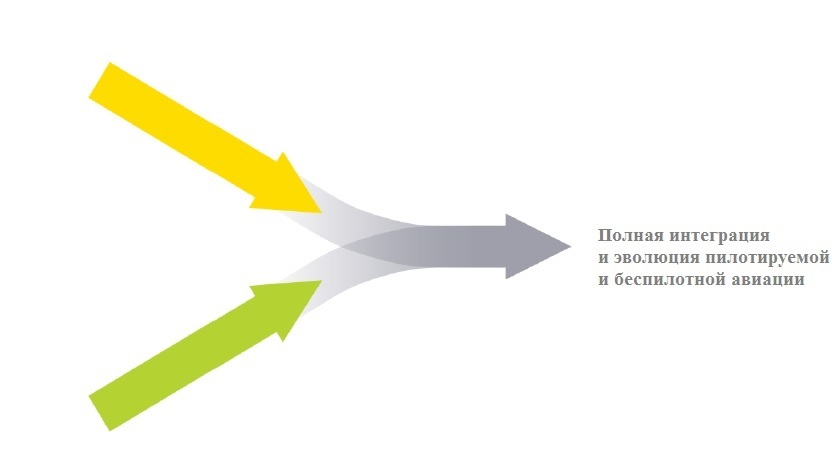 Полная интеграция
и эволюция пилотируемой
и беспилотной авиации